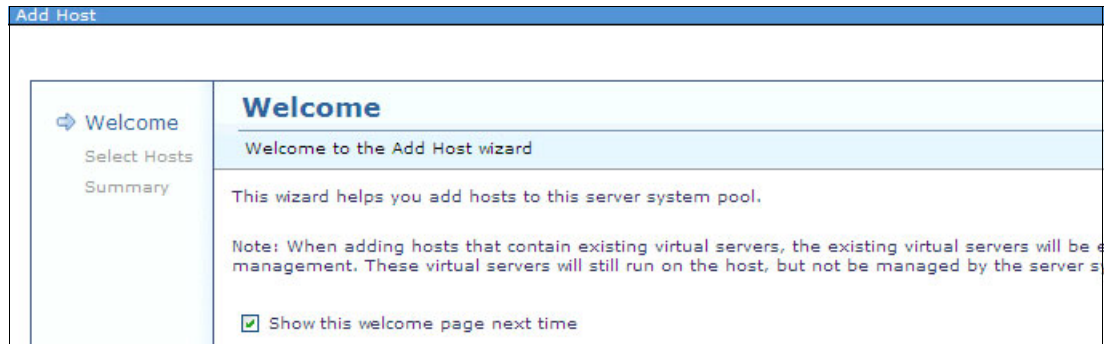 Add Host
Welcome
Select Hosts
Summary
Welcome
Welcome to the Add Host wizard
This wizard helps you add hosts to this server system pool.
Note: When adding hosts that contain existing virtual servers, the existing virtual servers will be
management. These virtual servers will still run on the host, but not be managed by the server
Show this welcome page next time